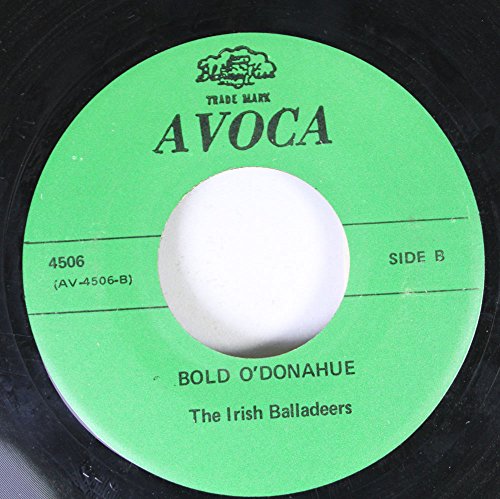 TRADE MARK
AVOCA
4506
(AV-4506-B)
SIDE B
BOLD O'DONAHUE
The Irish Balladeers